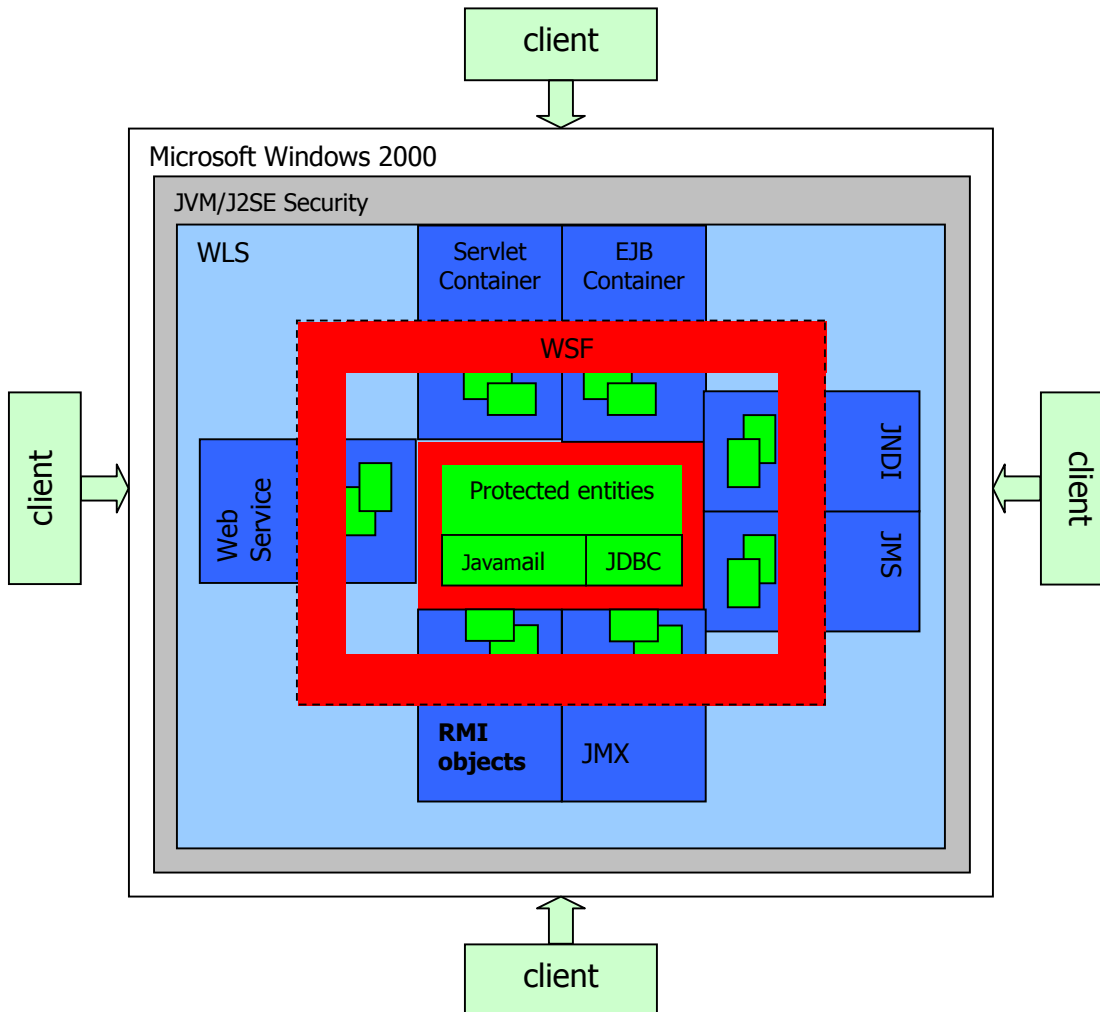 client
Microsoft Windows 2000
JVM/J2SE Security
WLS
Servlet
Container
EJB
Container
WSF
client
Web
Service
Protected entities
Javamail
JDBC
JNDI
JMS
client
RMI
objects
JMX
client